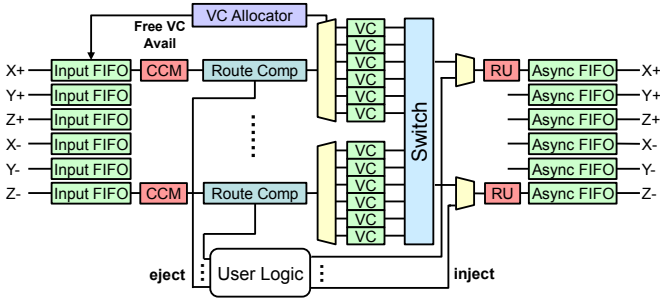 VC Allocator
Free VC
Avail
X+ Input FIFO CCM Route Comp VC VC VC VC VC VC Switch RU Async FIFO X+
Y+ Input FIFO Async FIFO Y+
Z+ Input FIFO Async FIFO Z+
X- Input FIFO Async FIFO X-
Y- Input FIFO Async FIFO Y-
Z- Input FIFO CCM Route Comp VC VC VC VC VC VC RU Async FIFO Z-
eject User Logic inject